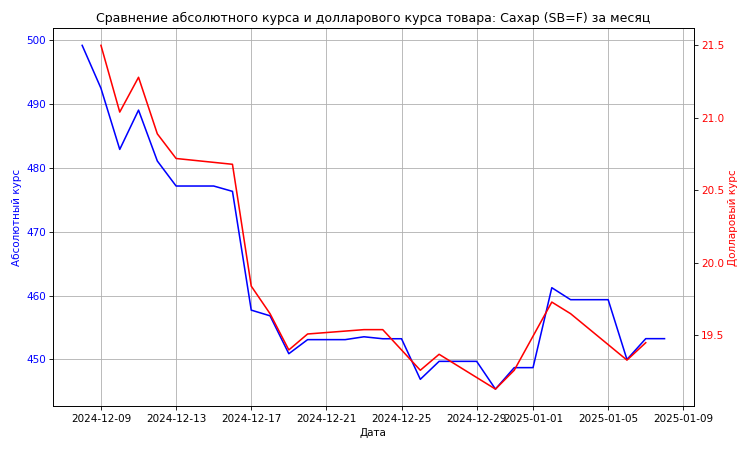 Сравнение абсолютного курса и долларового курса товара: Сахар (SB=F) за месяц
500
490
480
470
460
450
Абсолютный курс
21.5
21.0
20.5
20.0
19.5
Долларовый курс
2024-12-09 2024-12-13 2024-12-17 2024-12-21 2024-12-25 2024-12-29 2025-01-01 2025-01-05 2025-01-09
Дата